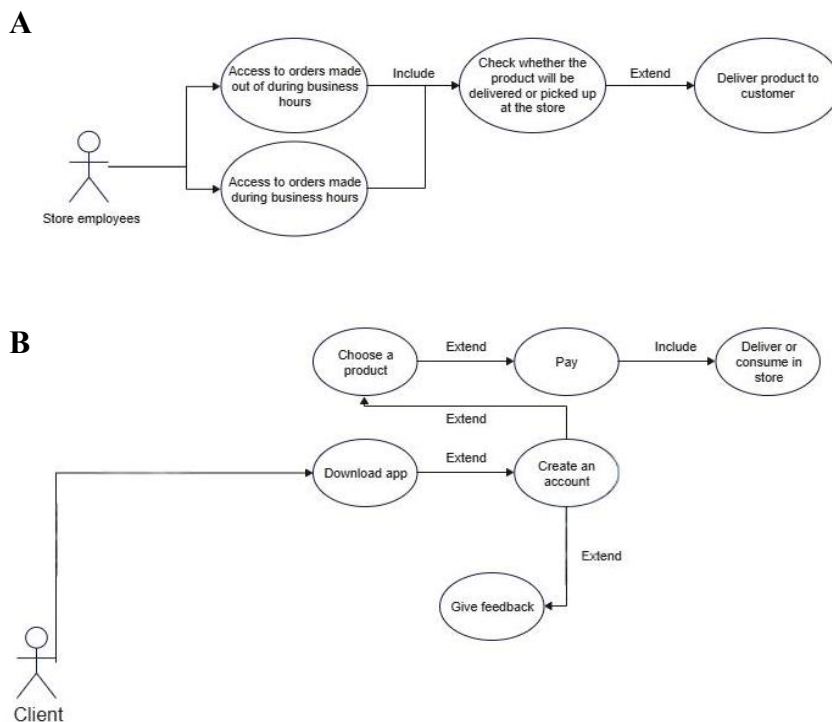 A
Access to orders made
out of during business
hours
Include
Check whether the
product will be
delivered or picked up
at the store
Extend
Deliver product to
customer
Access to orders made
during business hours
Store employees
B
Choose a
product
Extend
Pay
Include
Deliver or
consume in
store
Extend
Download app
Extend
Create an
account
Extend
Give feedback
Client